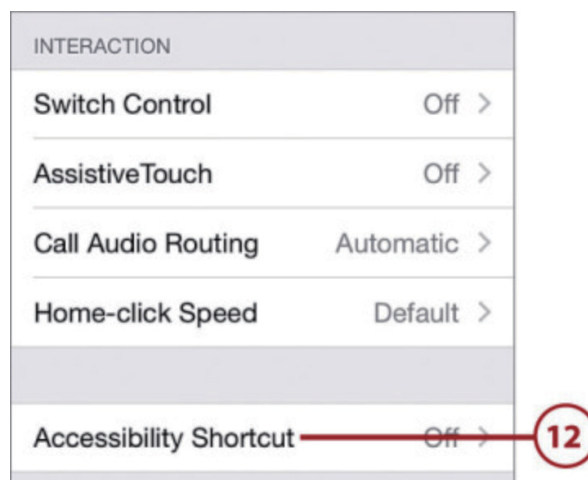 INTERACTION
Switch Control Off >
AssistiveTouch Off >
Call Audio Routing Automatic >
Home-click Speed Default >
Accessibility Shortcut Off > 12